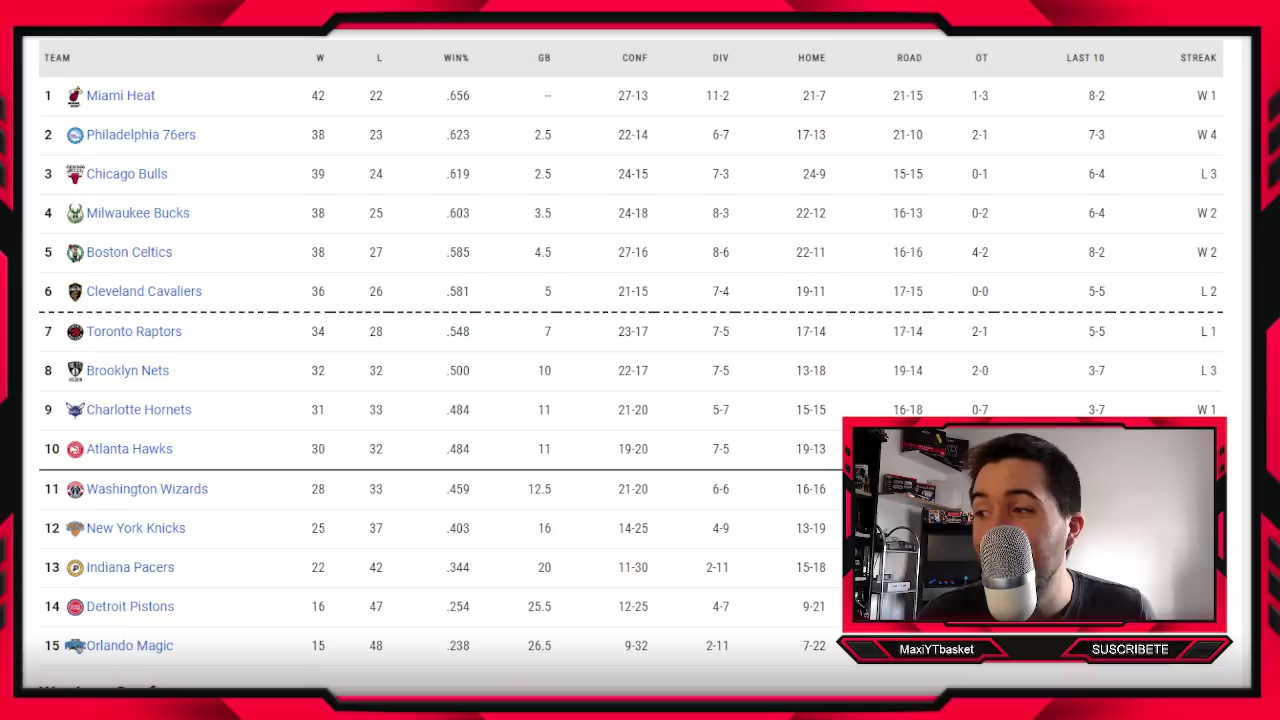 TEAM W L WIN% GB CONF DIV HOME ROAD OT LAST 10 STREAK
1 Miami Heat 42 22 .656 -- 27-13 11-2 21-7 21-15 1-3 8-2 W 1
2 Philadelphia 76ers 38 23 .623 2.5 22-14 6-7 17-13 21-10 2-1 7-3 W 4
3 Chicago Bulls 39 24 .619 2.5 24-15 7-3 24-9 15-15 0-1 6-4 L 3
4 Milwaukee Bucks 38 25 .603 3.5 24-18 8-3 22-12 16-13 0-2 6-4 W 2
5 Boston Celtics 38 27 .585 4.5 27-16 8-6 22-11 16-16 4-2 8-2 W 2
6 Cleveland Cavaliers 36 26 .581 5 21-15 7-4 19-11 17-15 0-0 5-5 L 2
7 Toronto Raptors 34 28 .548 7 23-17 7-5 17-14 17-14 2-1 5-5 L 1
8 Brooklyn Nets 32 32 .500 10 22-17 7-5 13-18 19-14 2-0 3-7 L 3
9 Charlotte Hornets 31 33 .484 11 21-20 5-7 15-15 16-18 0-7 3-7 W 1
10 Atlanta Hawks 30 32 .484 11 19-20 7-5 19-13
11 Washington Wizards 28 33 .459 12.5 21-20 6-6 16-16
12 New York Knicks 25 37 .403 16 14-25 4-9 13-19
13 Indiana Pacers 22 42 .344 20 11-30 2-11 15-18
14 Detroit Pistons 16 47 .254 25.5 12-25 4-7 9-21
15 Orlando Magic 15 48 .238 26.5 9-32 2-11 7-22
MaxiYTbasket SUSCRIBETE